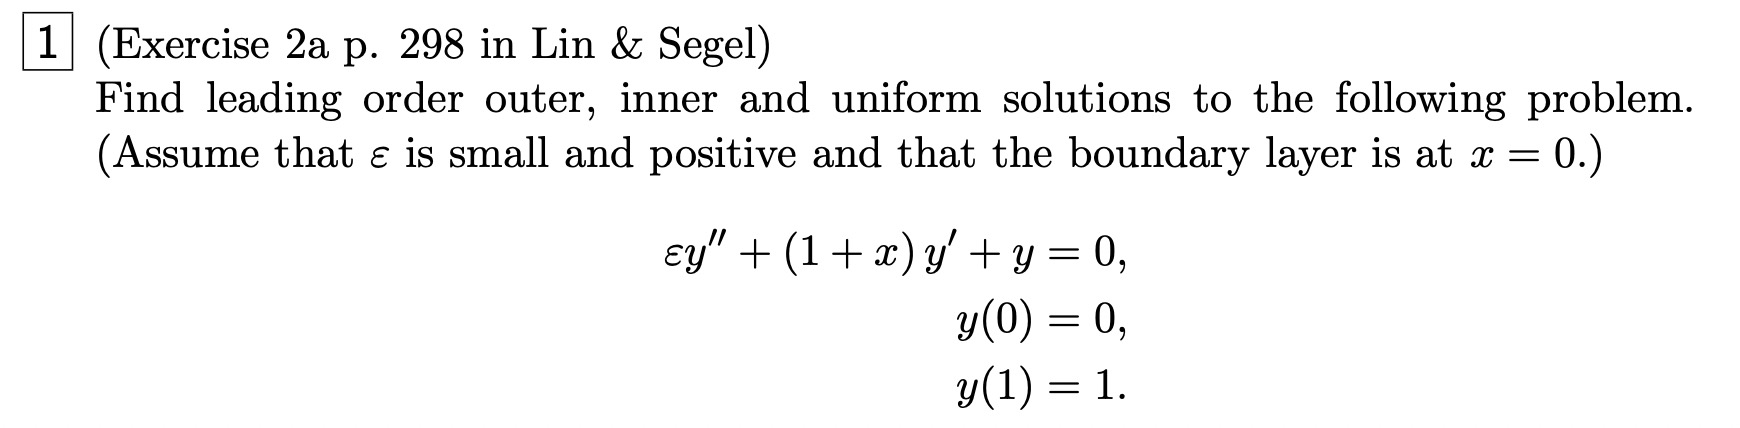 1 (Exercise 2a p. 298 in Lin & Segel)
Find leading order outer, inner and uniform solutions to the following problem.
(Assume that ε is small and positive and that the boundary layer is at x = 0.)
εy″ + (1 + x) y′ + y = 0,
y(0) = 0,
y(1) = 1.